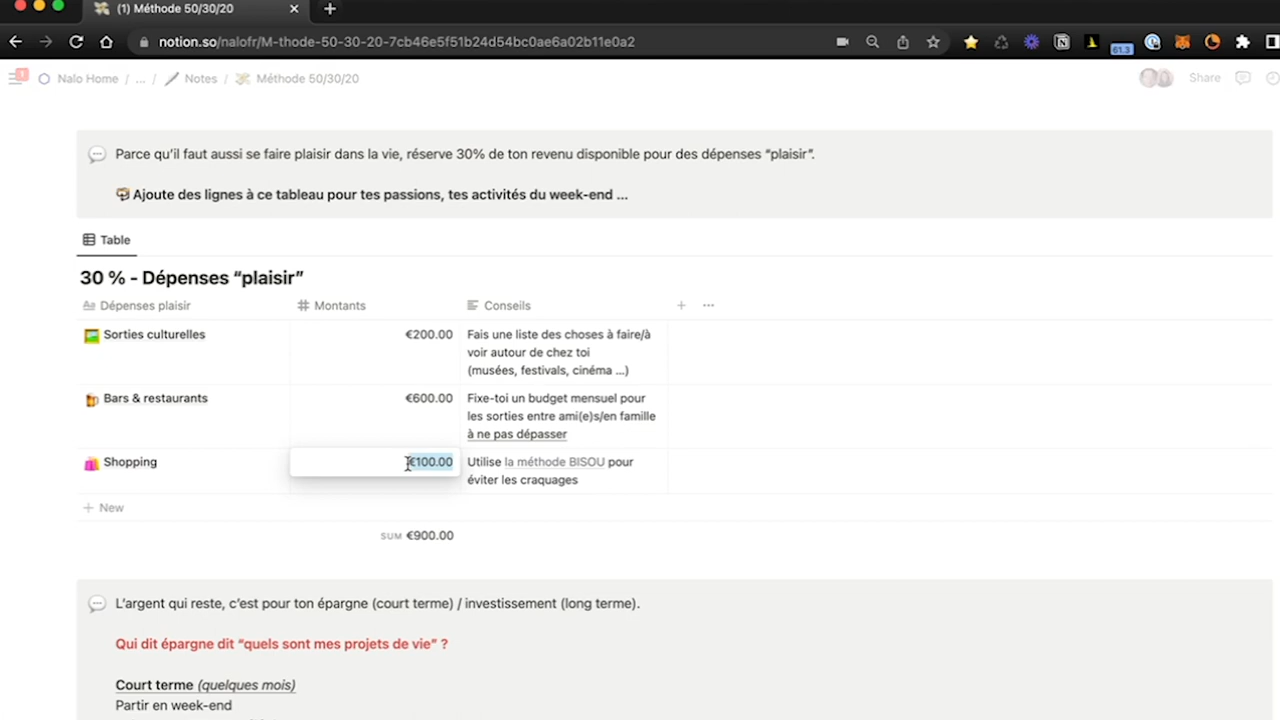 (1) Méthode 50/30/20
notion.so/nalofr/M-thode-50-30-20-7cb46e5f51b24d54bc0ae6a02b11e0a2
61.3
1
Nalo Home / ... / Notes / Méthode 50/30/20
Share
Parce qu’il faut aussi se faire plaisir dans la vie, réserve 30% de ton revenu disponible pour des dépenses “plaisir”.
Ajoute des lignes à ce tableau pour tes passions, tes activités du week-end ...
Table
30 % - Dépenses “plaisir”
Aa Dépenses plaisir # Montants Conseils + ...
Sorties culturelles €200.00 Fais une liste des choses à faire/à
voir autour de chez toi
(musées, festivals, cinéma ...)
Bars & restaurants €600.00 Fixe-toi un budget mensuel pour
les sorties entre ami(e)s/en famille
à ne pas dépasser
Shopping €100.00 Utilise la méthode BISOU pour
éviter les craquages
+ New
SUM €900.00
L’argent qui reste, c’est pour ton épargne (court terme) / investissement (long terme).
Qui dit épargne dit “quels sont mes projets de vie” ?
Court terme (quelques mois)
Partir en week-end